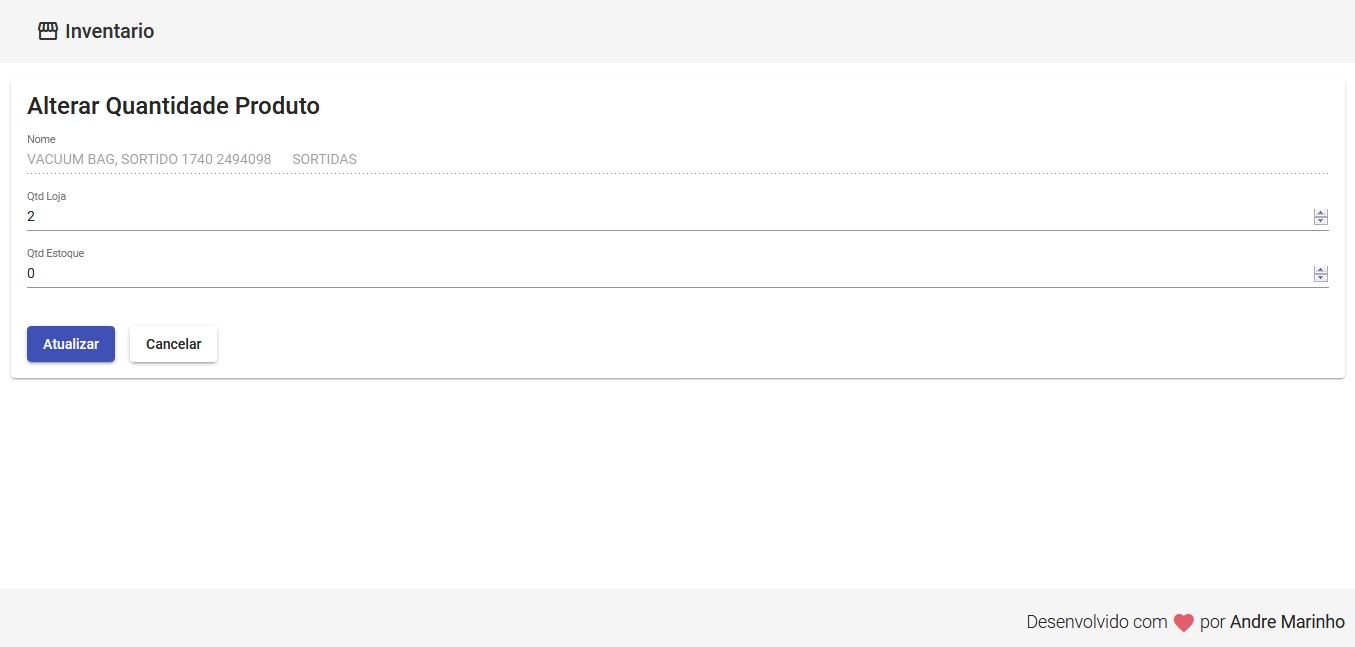 Inventario
Alterar Quantidade Produto
Nome
VACUUM BAG, SORTIDO 1740 2494098 SORTIDAS
Qtd Loja
2
Qtd Estoque
0
Atualizar Cancelar
Desenvolvido com por Andre Marinho